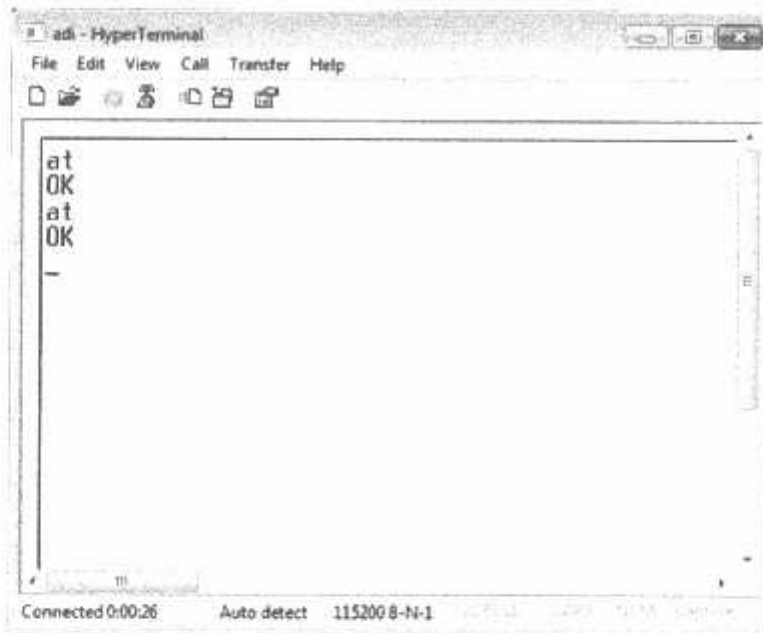 adi - HyperTerminal
File Edit View Call Transfer Help
at
OK
at
OK
_
Connected 0:00:26 Auto detect 115200 8-N-1